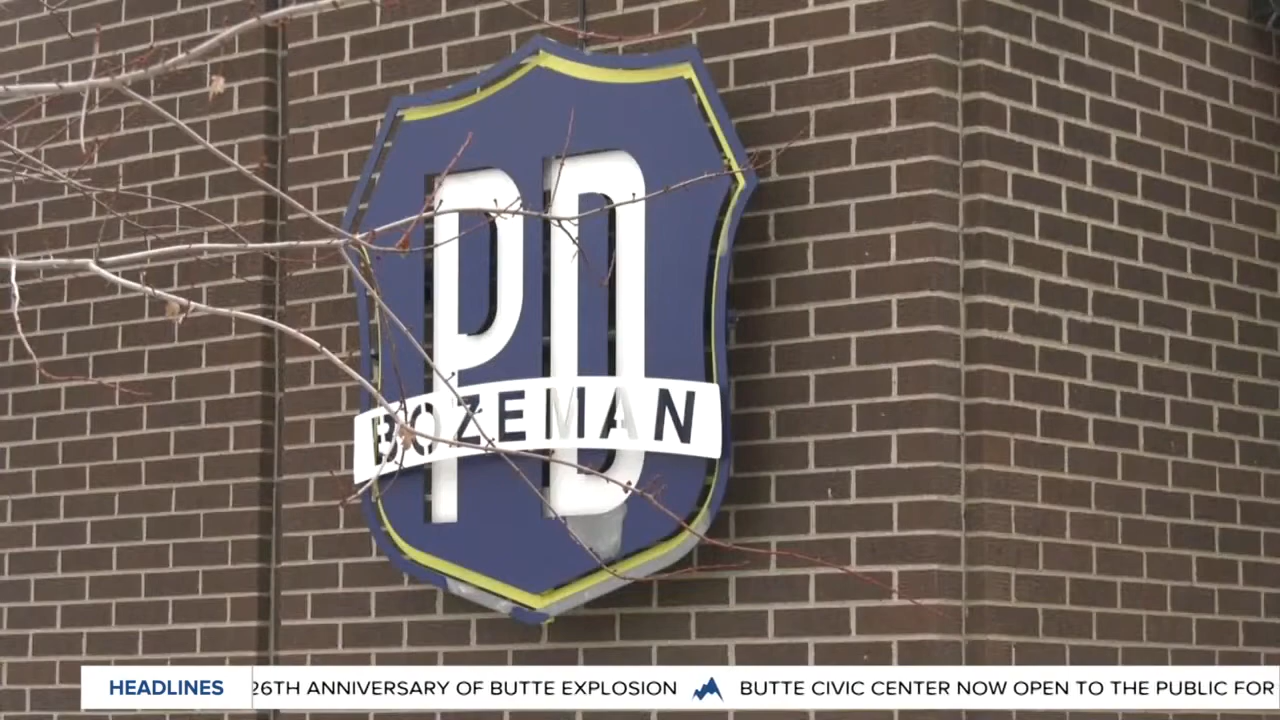 PD
BOZEMAN
HEADLINES
26TH ANNIVERSARY OF BUTTE EXPLOSION
BUTTE CIVIC CENTER NOW OPEN TO THE PUBLIC FOR